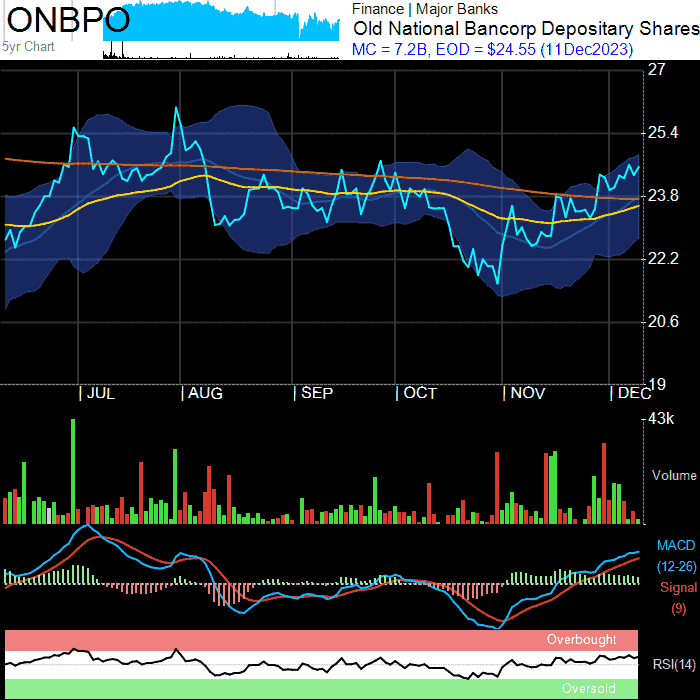 ONBPO
5yr Chart
Finance | Major Banks
Old National Bancorp Depositary Shares
MC = 7.2B, EOD = $24.55 (11Dec2023)
27
25.4
23.8
22.2
20.6
19
| JUL | AUG | SEP | OCT | NOV | DEC
43k
Volume
MACD
(12-26)
Signal
(9)
Overbought
RSI(14)
Oversold